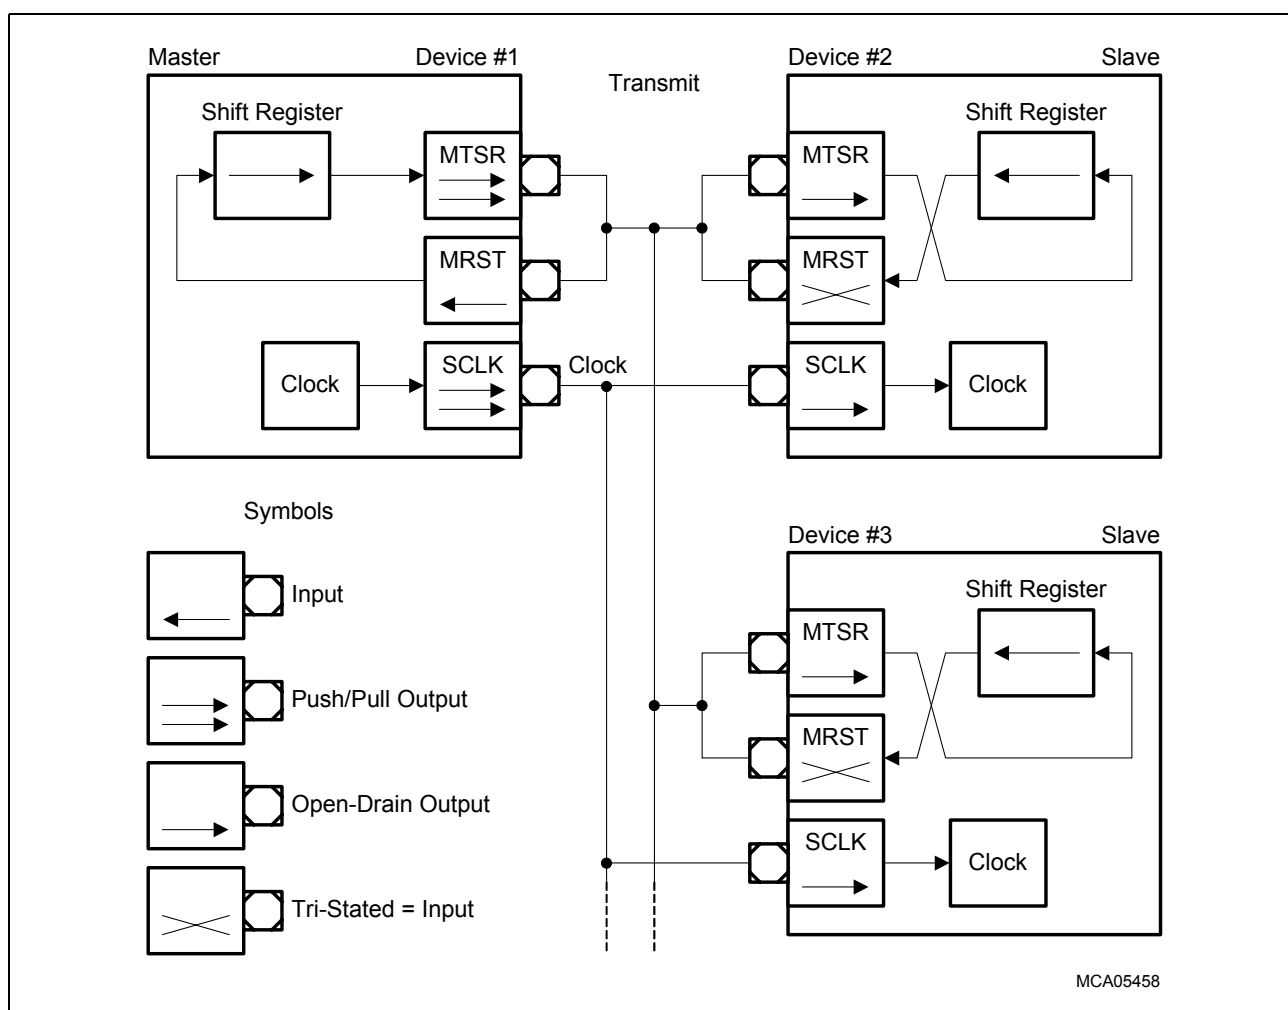 Master Device #1
Transmit
Device #2 Slave
Shift Register
MTSR
MRST
Clock
SCLK
Clock
MTSR
Shift Register
MRST
SCLK
Clock
Symbols
Input
Push/Pull Output
Open-Drain Output
Tri-Stated = Input
Device #3 Slave
MTSR
Shift Register
MRST
SCLK
Clock
MCA05458